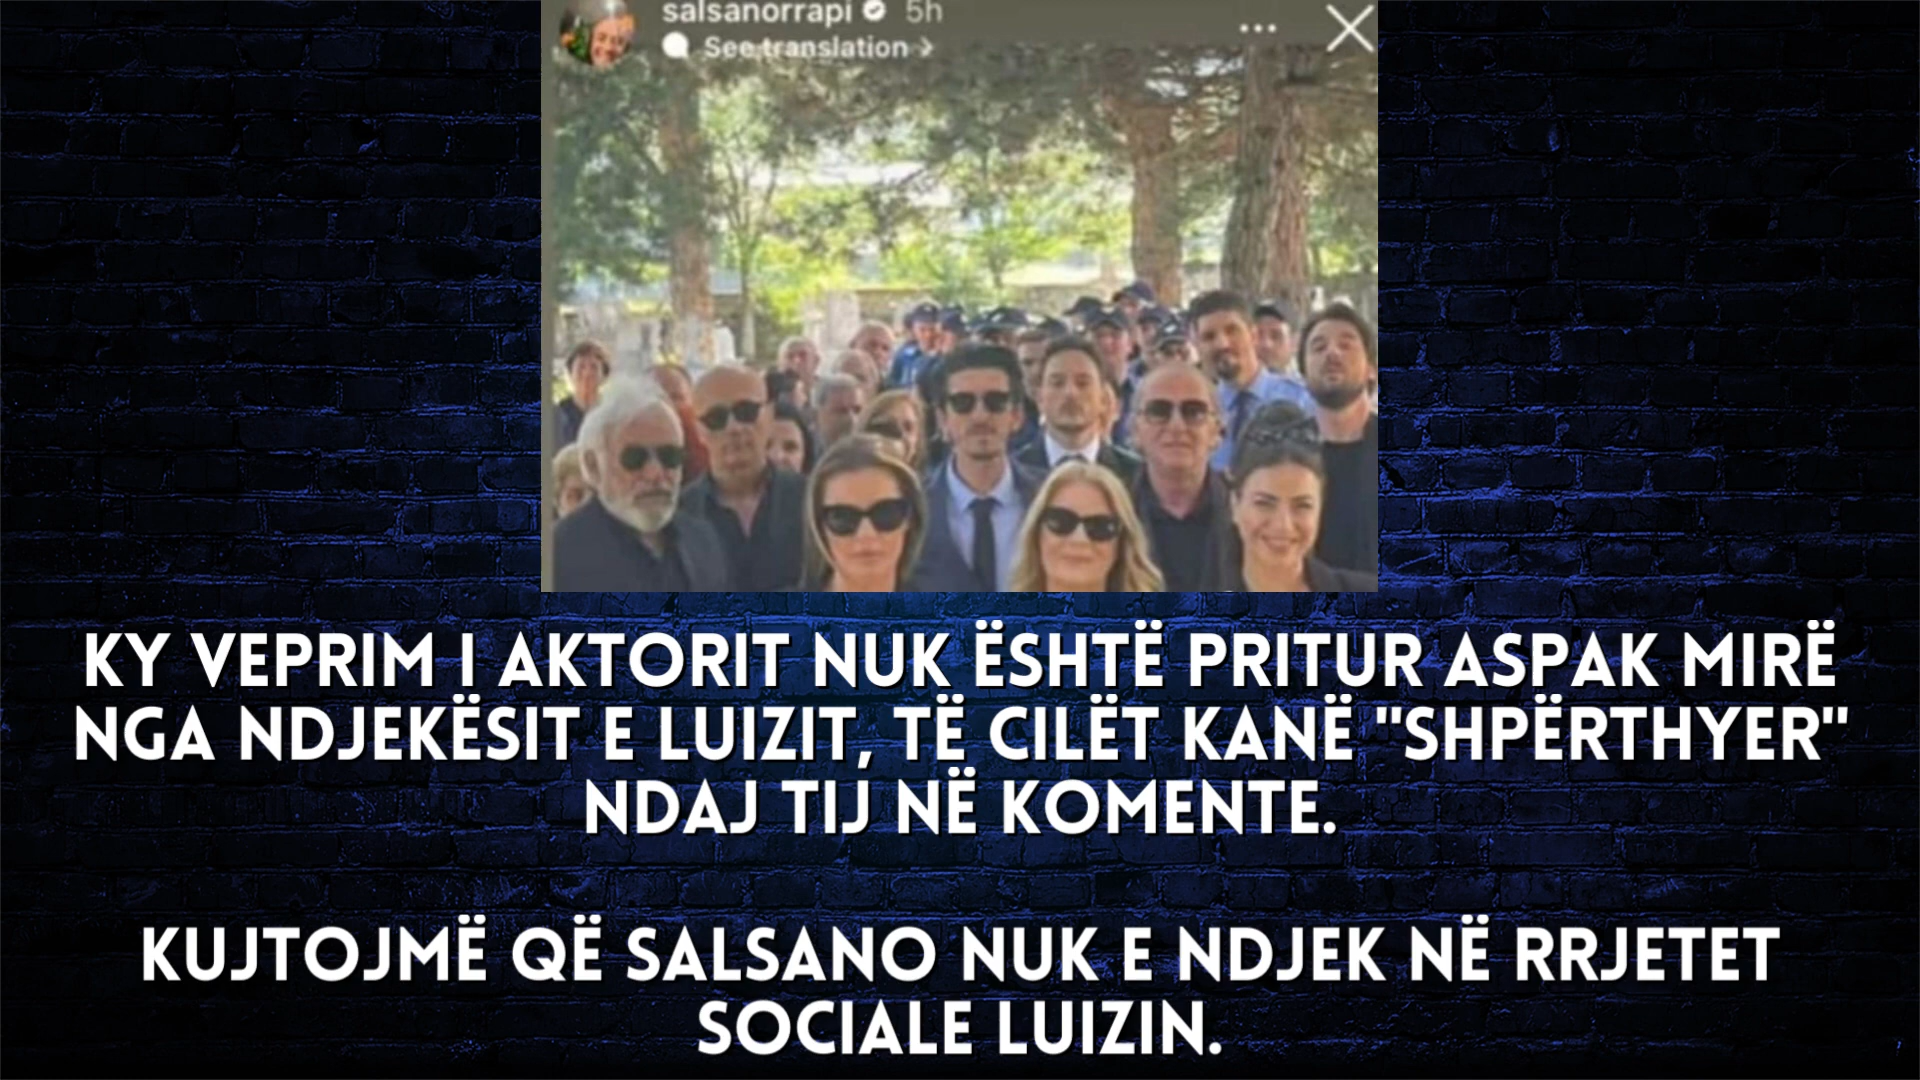 salsanorrapi 5h
See translation >
KY VEPRIM I AKTORIT NUK ËSHTË PRITUR ASPAK MIRË
NGA NDJEKËSIT E LUIZIT, TË CILËT KANË "SHPËRTHYER"
NDAJ TIJ NË KOMENTE.
KUJTOJMË QË SALSANO NUK E NDJEK NË RRJETET
SOCIALE LUIZIN.